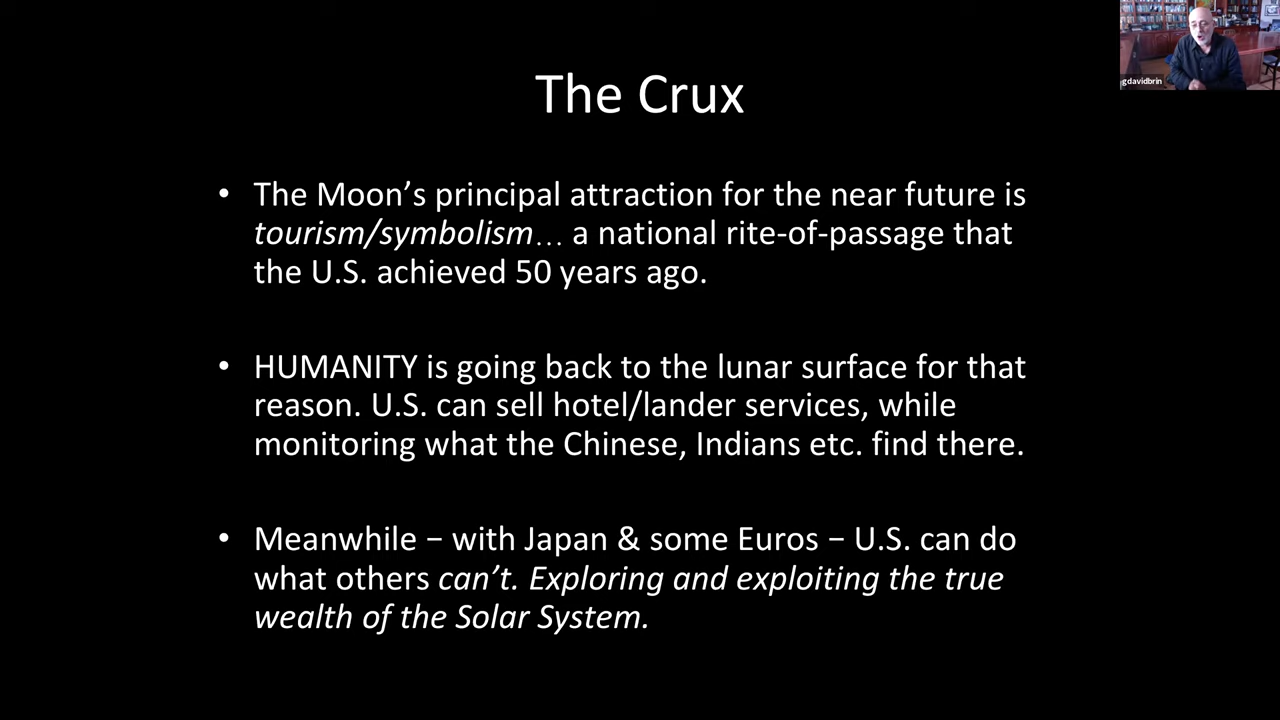 gdavidbrin
The Crux
• The Moon’s principal attraction for the near future is
tourism/symbolism… a national rite-of-passage that
the U.S. achieved 50 years ago.
• HUMANITY is going back to the lunar surface for that
reason. U.S. can sell hotel/lander services, while
monitoring what the Chinese, Indians etc. find there.
• Meanwhile – with Japan & some Euros – U.S. can do
what others can’t. Exploring and exploiting the true
wealth of the Solar System.